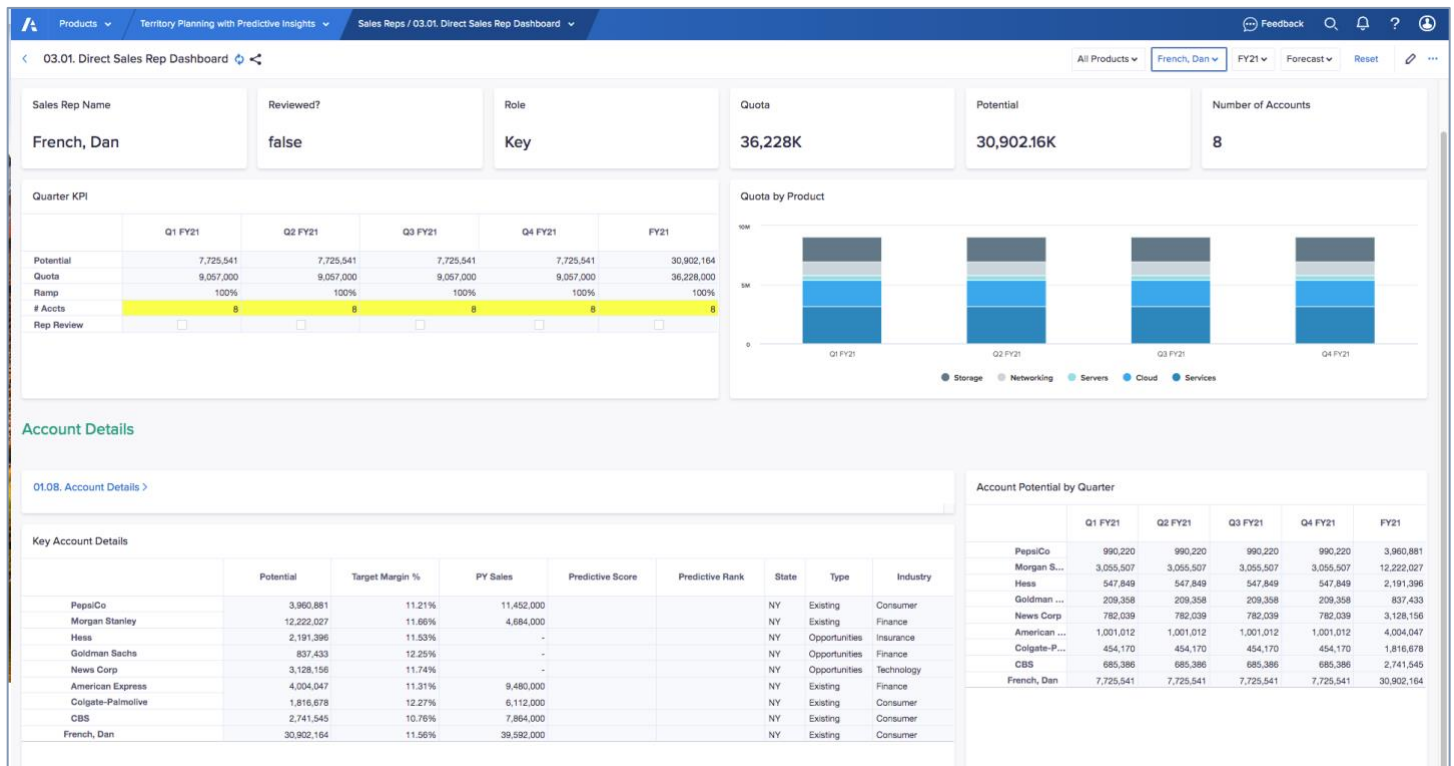 Products
Territory Planning with Predictive Insights
Sales Reps / 03.01. Direct Sales Rep Dashboard
Feedback
?
03.01. Direct Sales Rep Dashboard
All Products
French, Dan
FY21
Forecast
Reset
Sales Rep Name
French, Dan
Reviewed?
false
Role
Key
Quota
36,228K
Potential
30,902.16K
Number of Accounts
8
Quarter KPI
Q1 FY21 Q2 FY21 Q3 FY21 Q4 FY21 FY21
Potential 7,725,541 7,725,541 7,725,541 7,725,541 30,902,164
Quota 9,057,000 9,057,000 9,057,000 9,057,000 36,228,000
Ramp 100% 100% 100% 100% 100%
# Accts 8 8 8 8 8
Rep Review
Quota by Product
10M
5M
0
Q1 FY21 Q2 FY21 Q3 FY21 Q4 FY21
Storage Networking Servers Cloud Services
Account Details
01.08. Account Details >
Key Account Details
Potential Target Margin % PY Sales Predictive Score Predictive Rank State Type Industry
PepsiCo 3,960,881 11.21% 11,452,000 NY Existing Consumer
Morgan Stanley 12,222,027 11.66% 4,684,000 NY Existing Finance
Hess 2,191,396 11.53% - NY Opportunities Insurance
Goldman Sachs 837,433 12.25% - NY Opportunities Finance
News Corp 3,128,156 11.74% - NY Opportunities Technology
American Express 4,004,047 11.31% 9,480,000 NY Existing Finance
Colgate-Palmolive 1,816,678 12.27% 6,112,000 NY Existing Consumer
CBS 2,741,545 10.76% 7,864,000 NY Existing Consumer
French, Dan 30,902,164 11.56% 39,592,000 NY Existing Consumer
Account Potential by Quarter
Q1 FY21 Q2 FY21 Q3 FY21 Q4 FY21 FY21
PepsiCo 990,220 990,220 990,220 990,220 3,960,881
Morgan S... 3,055,507 3,055,507 3,055,507 3,055,507 12,222,027
Hess 547,849 547,849 547,849 547,849 2,191,396
Goldman ... 209,358 209,358 209,358 209,358 837,433
News Corp 782,039 782,039 782,039 782,039 3,128,156
American ... 1,001,012 1,001,012 1,001,012 1,001,012 4,004,047
Colgate-P... 454,170 454,170 454,170 454,170 1,816,678
CBS 685,386 685,386 685,386 685,386 2,741,545
French, Dan 7,725,541 7,725,541 7,725,541 7,725,541 30,902,164